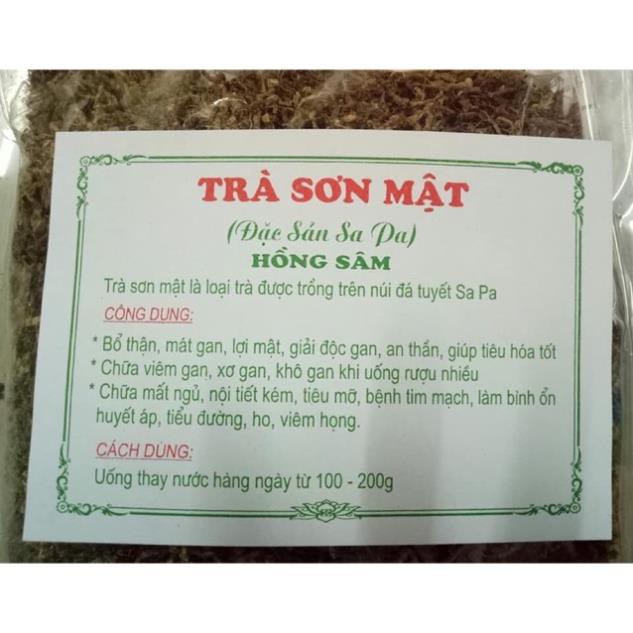 TRÀ SƠN MẬT
(Đặc Sản Sa Pa)
HỒNG SÂM
Trà sơn mật là loại trà được trồng trên núi đá tuyết Sa Pa
CÔNG DỤNG:
* Bổ thận, mát gan, lợi mật, giải độc gan, an thần, giúp tiêu hóa tốt
* Chữa viêm gan, xơ gan, khô gan khi uống rượu nhiều
* Chữa mất ngủ, nội tiết kém, tiêu mỡ, bệnh tim mạch, làm bình ổn
huyết áp, tiểu đường, ho, viêm họng.
CÁCH DÙNG:
Uống thay nước hàng ngày từ 100 - 200g